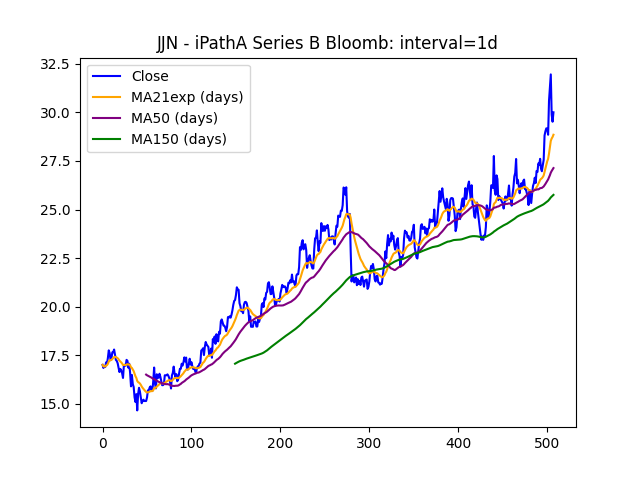 JJN - iPathA Series B Bloomb: interval=1d
32.5
30.0
27.5
25.0
22.5
20.0
17.5
15.0
Close
MA21exp (days)
MA50 (days)
MA150 (days)
0 100 200 300 400 500